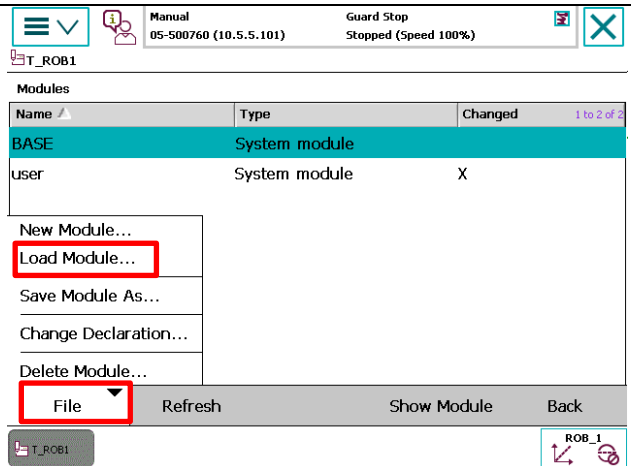 Manual Guard Stop
05-500760 (10.5.5.101) Stopped (Speed 100%)
T_ROB1
Modules
Name Type Changed 1 to 2 of 2
BASE System module
user System module X
New Module...
Load Module...
Save Module As...
Change Declaration...
Delete Module...
File Refresh Show Module Back
T_ROB1 ROB_1